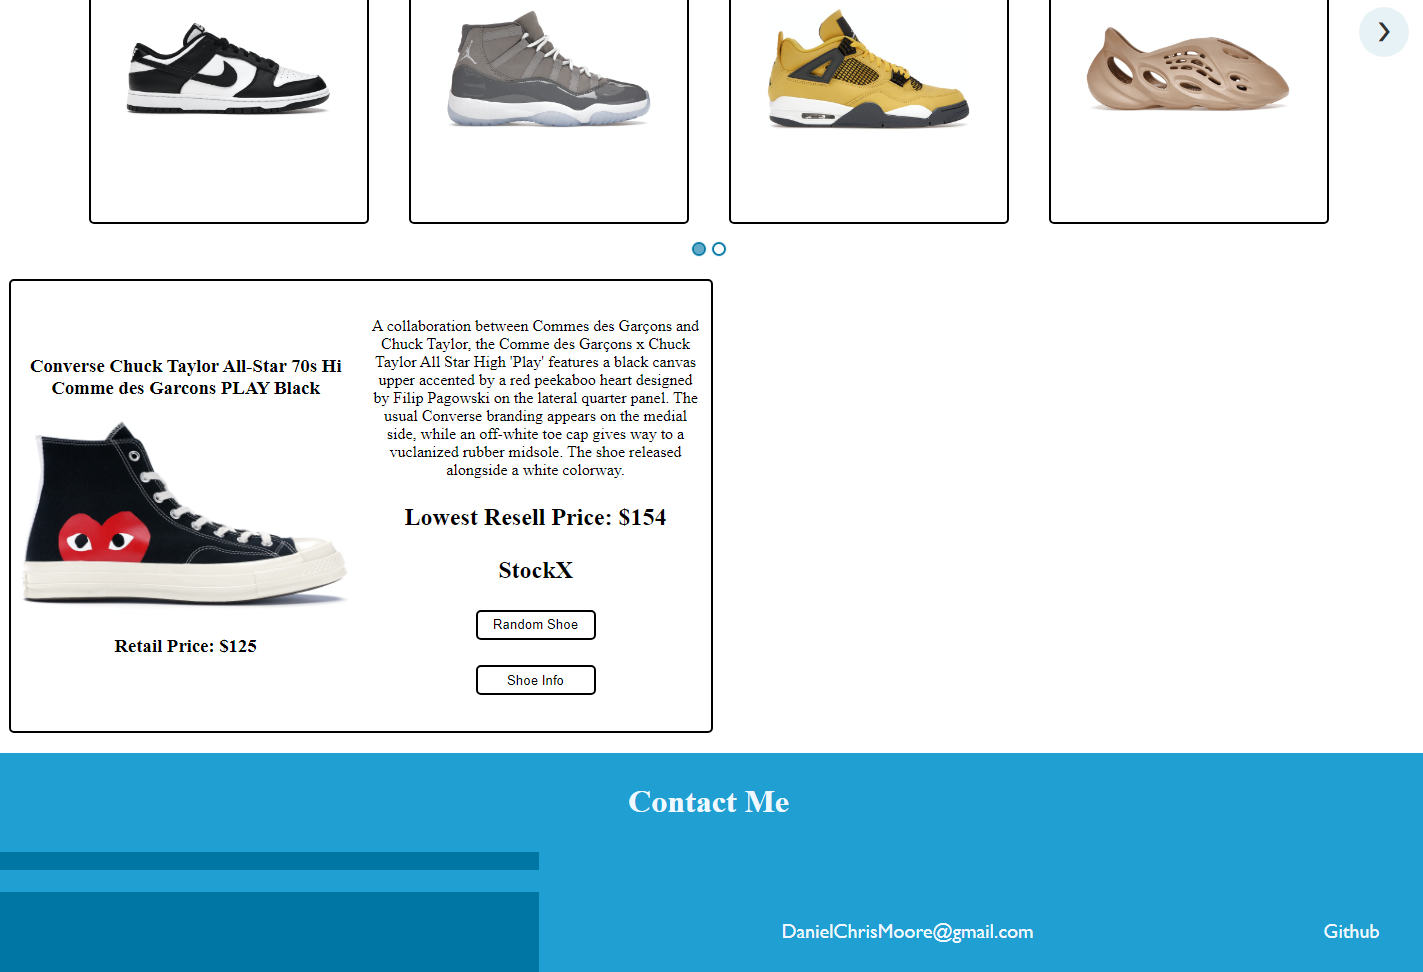 Converse Chuck Taylor All-Star 70s Hi
Comme des Garcons PLAY Black
Retail Price: $125
A collaboration between Commes des Garçons and
Chuck Taylor, the Comme des Garçons x Chuck
Taylor All Star High 'Play' features a black canvas
upper accented by a red peekaboo heart designed
by Filip Pagowski on the lateral quarter panel. The
usual Converse branding appears on the medial
side, while an off-white toe cap gives way to a
vuclanized rubber midsole. The shoe released
alongside a white colorway.
Lowest Resell Price: $154
StockX
Random Shoe
Shoe Info
Contact Me
DanielChrisMoore@gmail.com
Github